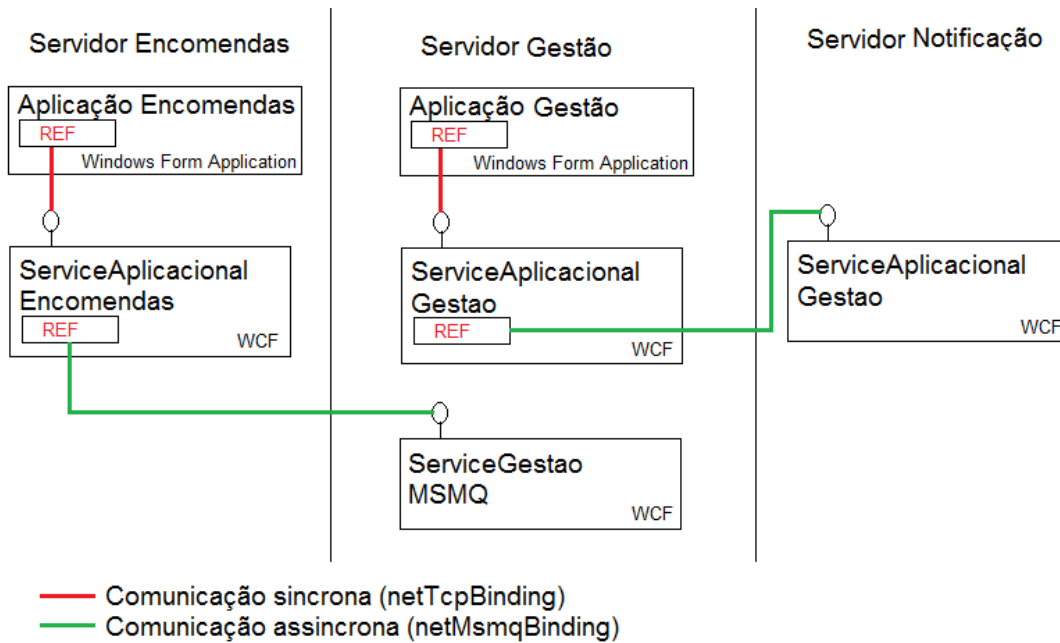 Servidor Encomendas
Servidor Gestão
Servidor Notificação
Aplicação Encomendas
REF
Windows Form Application
Aplicação Gestão
REF
Windows Form Application
ServiceAplicacional
Encomendas
REF
WCF
ServiceAplicacional
Gestao
REF
WCF
ServiceAplicacional
Gestao
WCF
ServiceGestao
MSMQ
WCF
Comunicação sincrona (netTcpBinding)
Comunicação assincrona (netMsmqBinding)